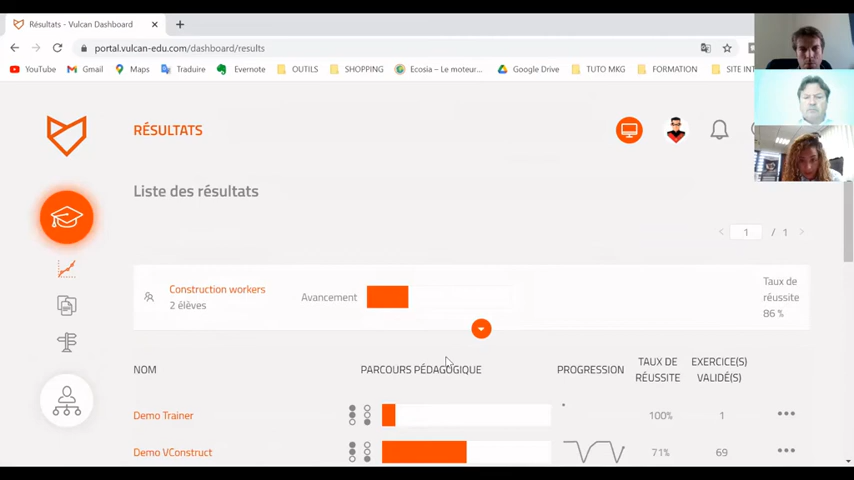 Résultats - Vulcan Dashboard
portal.vulcan-edu.com/dashboard/results
YouTube Gmail Maps Traduire Evernote OUTILS SHOPPING Ecosia - Le moteur... Google Drive TUTO MKG FORMATION SITE INT
RÉSULTATS
Liste des résultats
1 / 1
Construction workers
2 élèves
Avancement
Taux de
réussite
86 %
NOM PARCOURS PÉDAGOGIQUE PROGRESSION TAUX DE RÉUSSITE EXERCICE(S) VALIDÉ(S)
Demo Trainer 100% 1
Demo VConstruct 71% 69